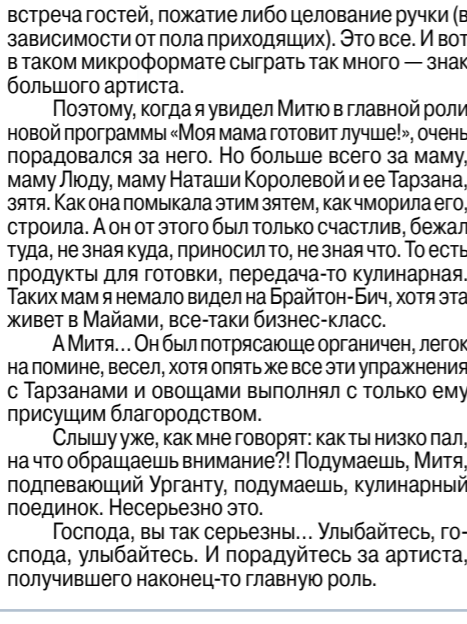 встреча гостей, пожатие либо целование ручки (в
зависимости от пола приходящих). Это все. И вот
в таком микроформате сыграть так много — знак
большого артиста.
Поэтому, когда я увидел Митю в главной роли
новой программы «Моя мама готовит лучше!», очень
порадовался за него. Но больше всего за маму,
маму Люду, маму Наташи Королевой и ее Тарзана,
зятя. Как она помыкала этим зятем, как чморила его,
строила. А он от этого был только счастлив, бежал
туда, не зная куда, приносил то, не зная что. То есть
продукты для готовки, передача-то кулинарная.
Таких мам я немало видел на Брайтон-Бич, хотя эта
живет в Майами, все-таки бизнес-класс.
А Митя... Он был потрясающе органичен, легок
на помине, весел, хотя опять же все эти упражнения
с Тарзанами и овощами выполнял с только ему
присущим благородством.
Слышу уже, как мне говорят: как ты низко пал,
на что обращаешь внимание?! Подумаешь, Митя,
подпевающий Урганту, подумаешь, кулинарный
поединок. Несерьезно это.
Господа, вы так серьезны... Улыбайтесь, го-
спода, улыбайтесь. И порадуйтесь за артиста,
получившего наконец-то главную роль.